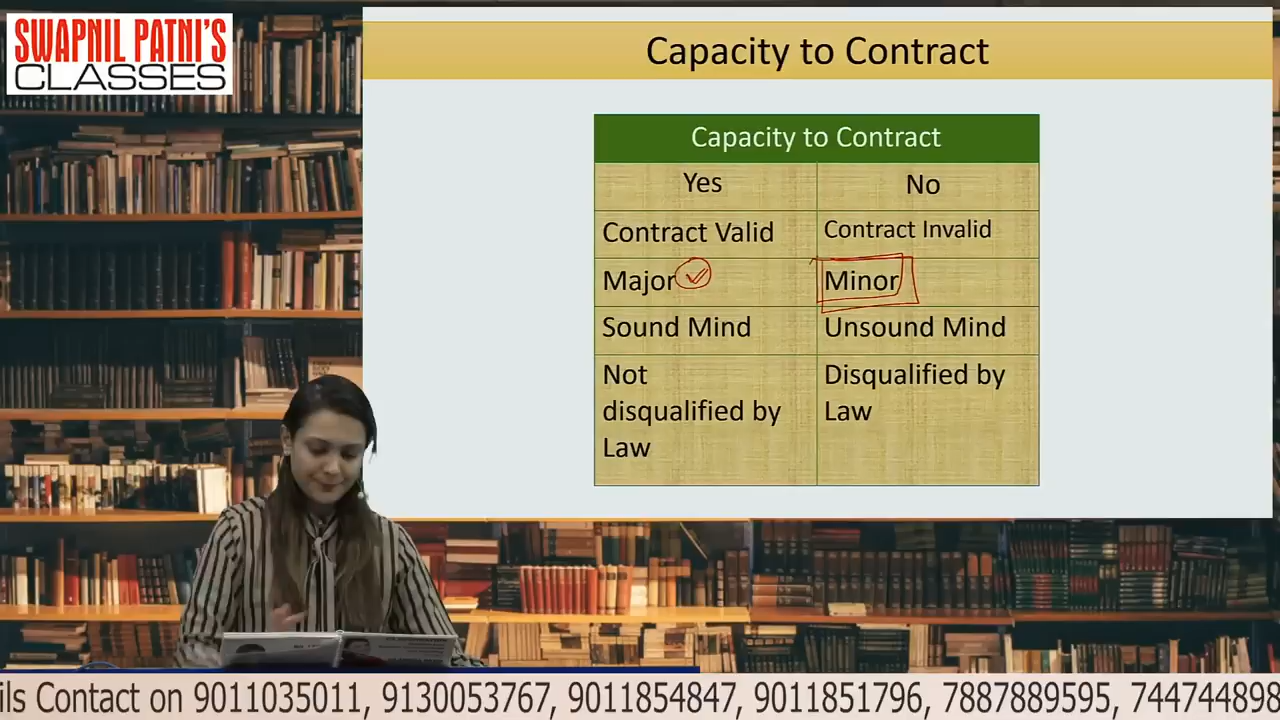 SWAPNIL PATNI'S
CLASSES
Capacity to Contract
Capacity to Contract
Yes No
Contract Valid Contract Invalid
Major Minor
Sound Mind Unsound Mind
Not disqualified by Law Disqualified by Law
ils Contact on 9011035011, 9130053767, 9011854847, 9011851796, 7887889595, 744744898